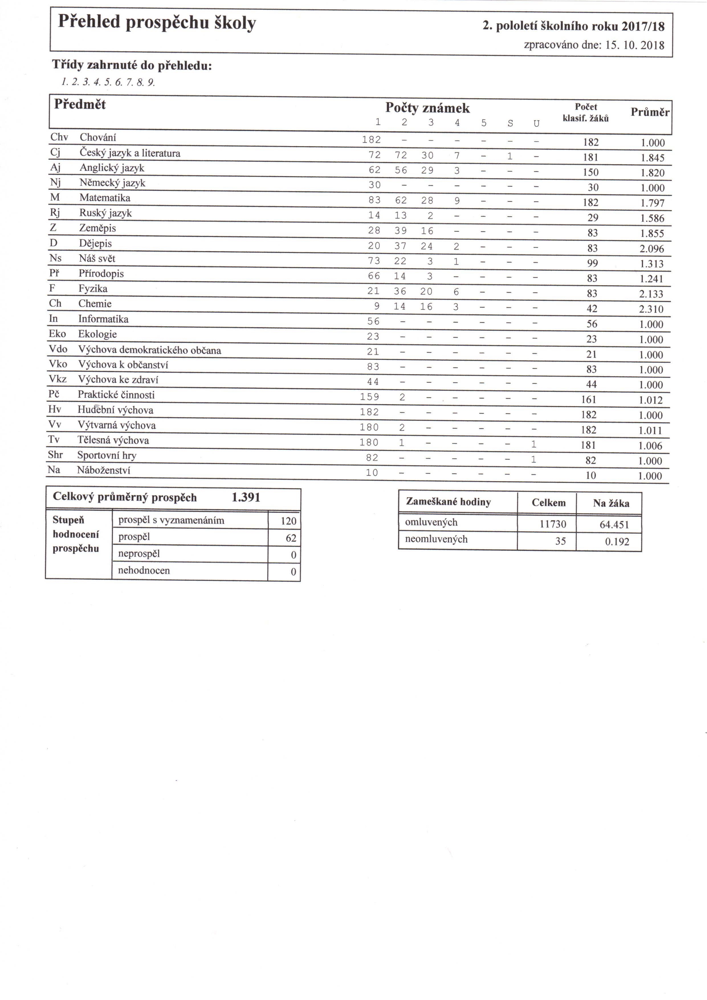 Přehled prospěchu školy 2. pololetí školního roku 2017/18
zpracováno dne: 15. 10. 2018
Třídy zahrnuté do přehledu:
1. 2. 3. 4. 5. 6. 7. 8. 9.
Předmět Počty známek Počet klasif. žáků Průměr
1 2 3 4 5 S U
Chv Chování 182 - - - - - - 182 1.000
Cj Český jazyk a literatura 72 72 30 7 - 1 - 181 1.845
Aj Anglický jazyk 62 56 29 3 - - - 150 1.820
Nj Německý jazyk 30 - - - - - - 30 1.000
M Matematika 83 62 28 9 - - - 182 1.797
Rj Ruský jazyk 14 13 2 - - - - 29 1.586
Z Zeměpis 28 39 16 - - - - 83 1.855
D Dějepis 20 37 24 2 - - - 83 2.096
Ns Náš svět 73 22 3 1 - - - 99 1.313
Př Přírodopis 66 14 3 - - - - 83 1.241
F Fyzika 21 36 20 6 - - - 83 2.133
Ch Chemie 9 14 16 3 - - - 42 2.310
In Informatika 56 - - - - - - 56 1.000
Eko Ekologie 23 - - - - - - 23 1.000
Vdo Výchova demokratického občana 21 - - - - - - 21 1.000
Vko Výchova k občanství 83 - - - - - - 83 1.000
Vkz Výchova ke zdraví 44 - - - - - - 44 1.000
Pč Praktické činnosti 159 2 - - - - - 161 1.012
Hv Hudební výchova 182 - - - - - - 182 1.000
Vv Výtvarná výchova 180 2 - - - - - 182 1.011
Tv Tělesná výchova 180 1 - - - - 1 181 1.006
Shr Sportovní hry 82 - - - - - 1 82 1.000
Na Náboženství 10 - - - - - - 10 1.000
Celkový průměrný prospěch 1.391
Stupeň hodnocení prospěchu
prospěl s vyznamenáním 120
prospěl 62
neprospěl 0
nehodnocen 0
Zameškané hodiny Celkem Na žáka
omluvených 11730 64.451
neomluvených 35 0.192